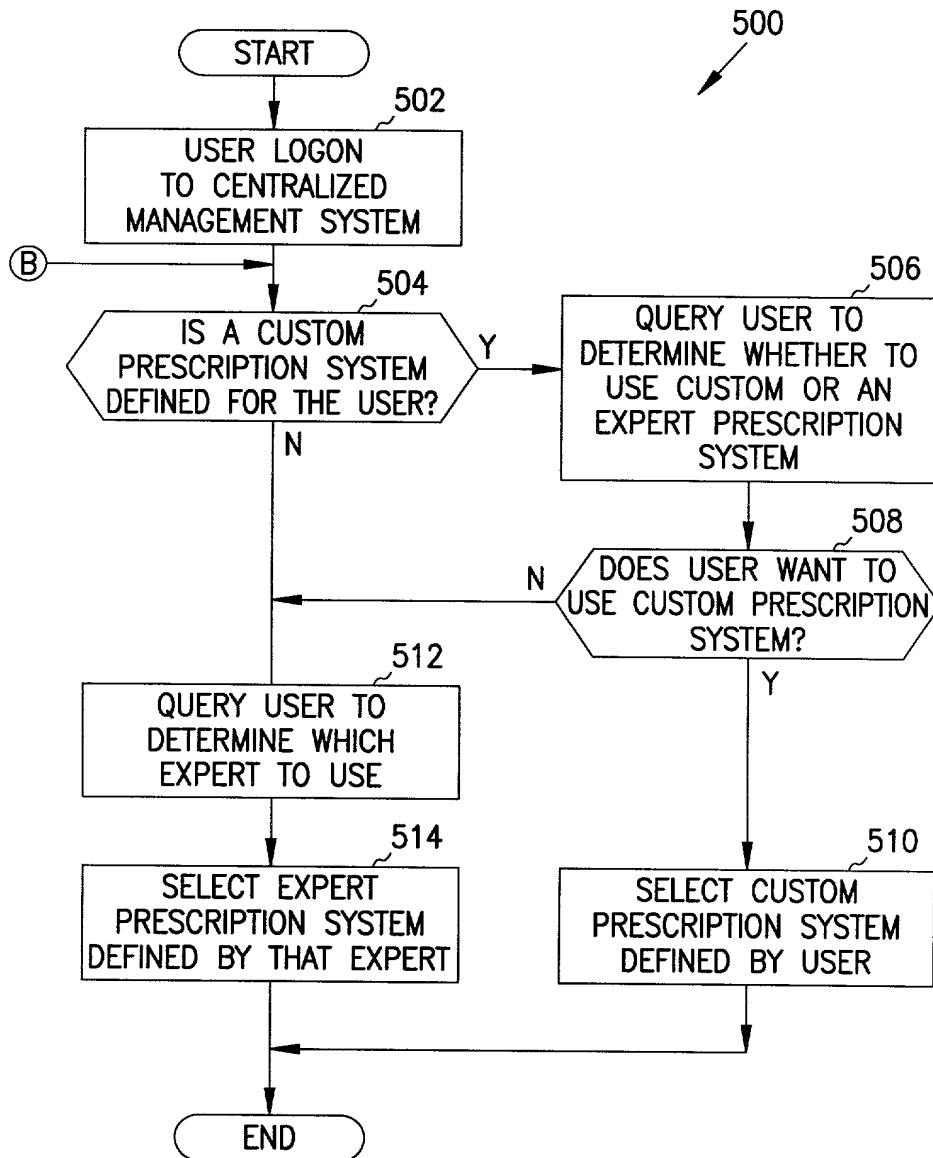 500
START
502
USER LOGON
TO CENTRALIZED
MANAGEMENT SYSTEM
B
504
IS A CUSTOM
PRESCRIPTION SYSTEM
DEFINED FOR THE USER?
Y
N
506
QUERY USER TO
DETERMINE WHETHER TO
USE CUSTOM OR AN
EXPERT PRESCRIPTION
SYSTEM
508
DOES USER WANT TO
USE CUSTOM PRESCRIPTION
SYSTEM?
N
Y
512
QUERY USER TO
DETERMINE WHICH
EXPERT TO USE
514
SELECT EXPERT
PRESCRIPTION SYSTEM
DEFINED BY THAT EXPERT
510
SELECT CUSTOM
PRESCRIPTION SYSTEM
DEFINED BY USER
END